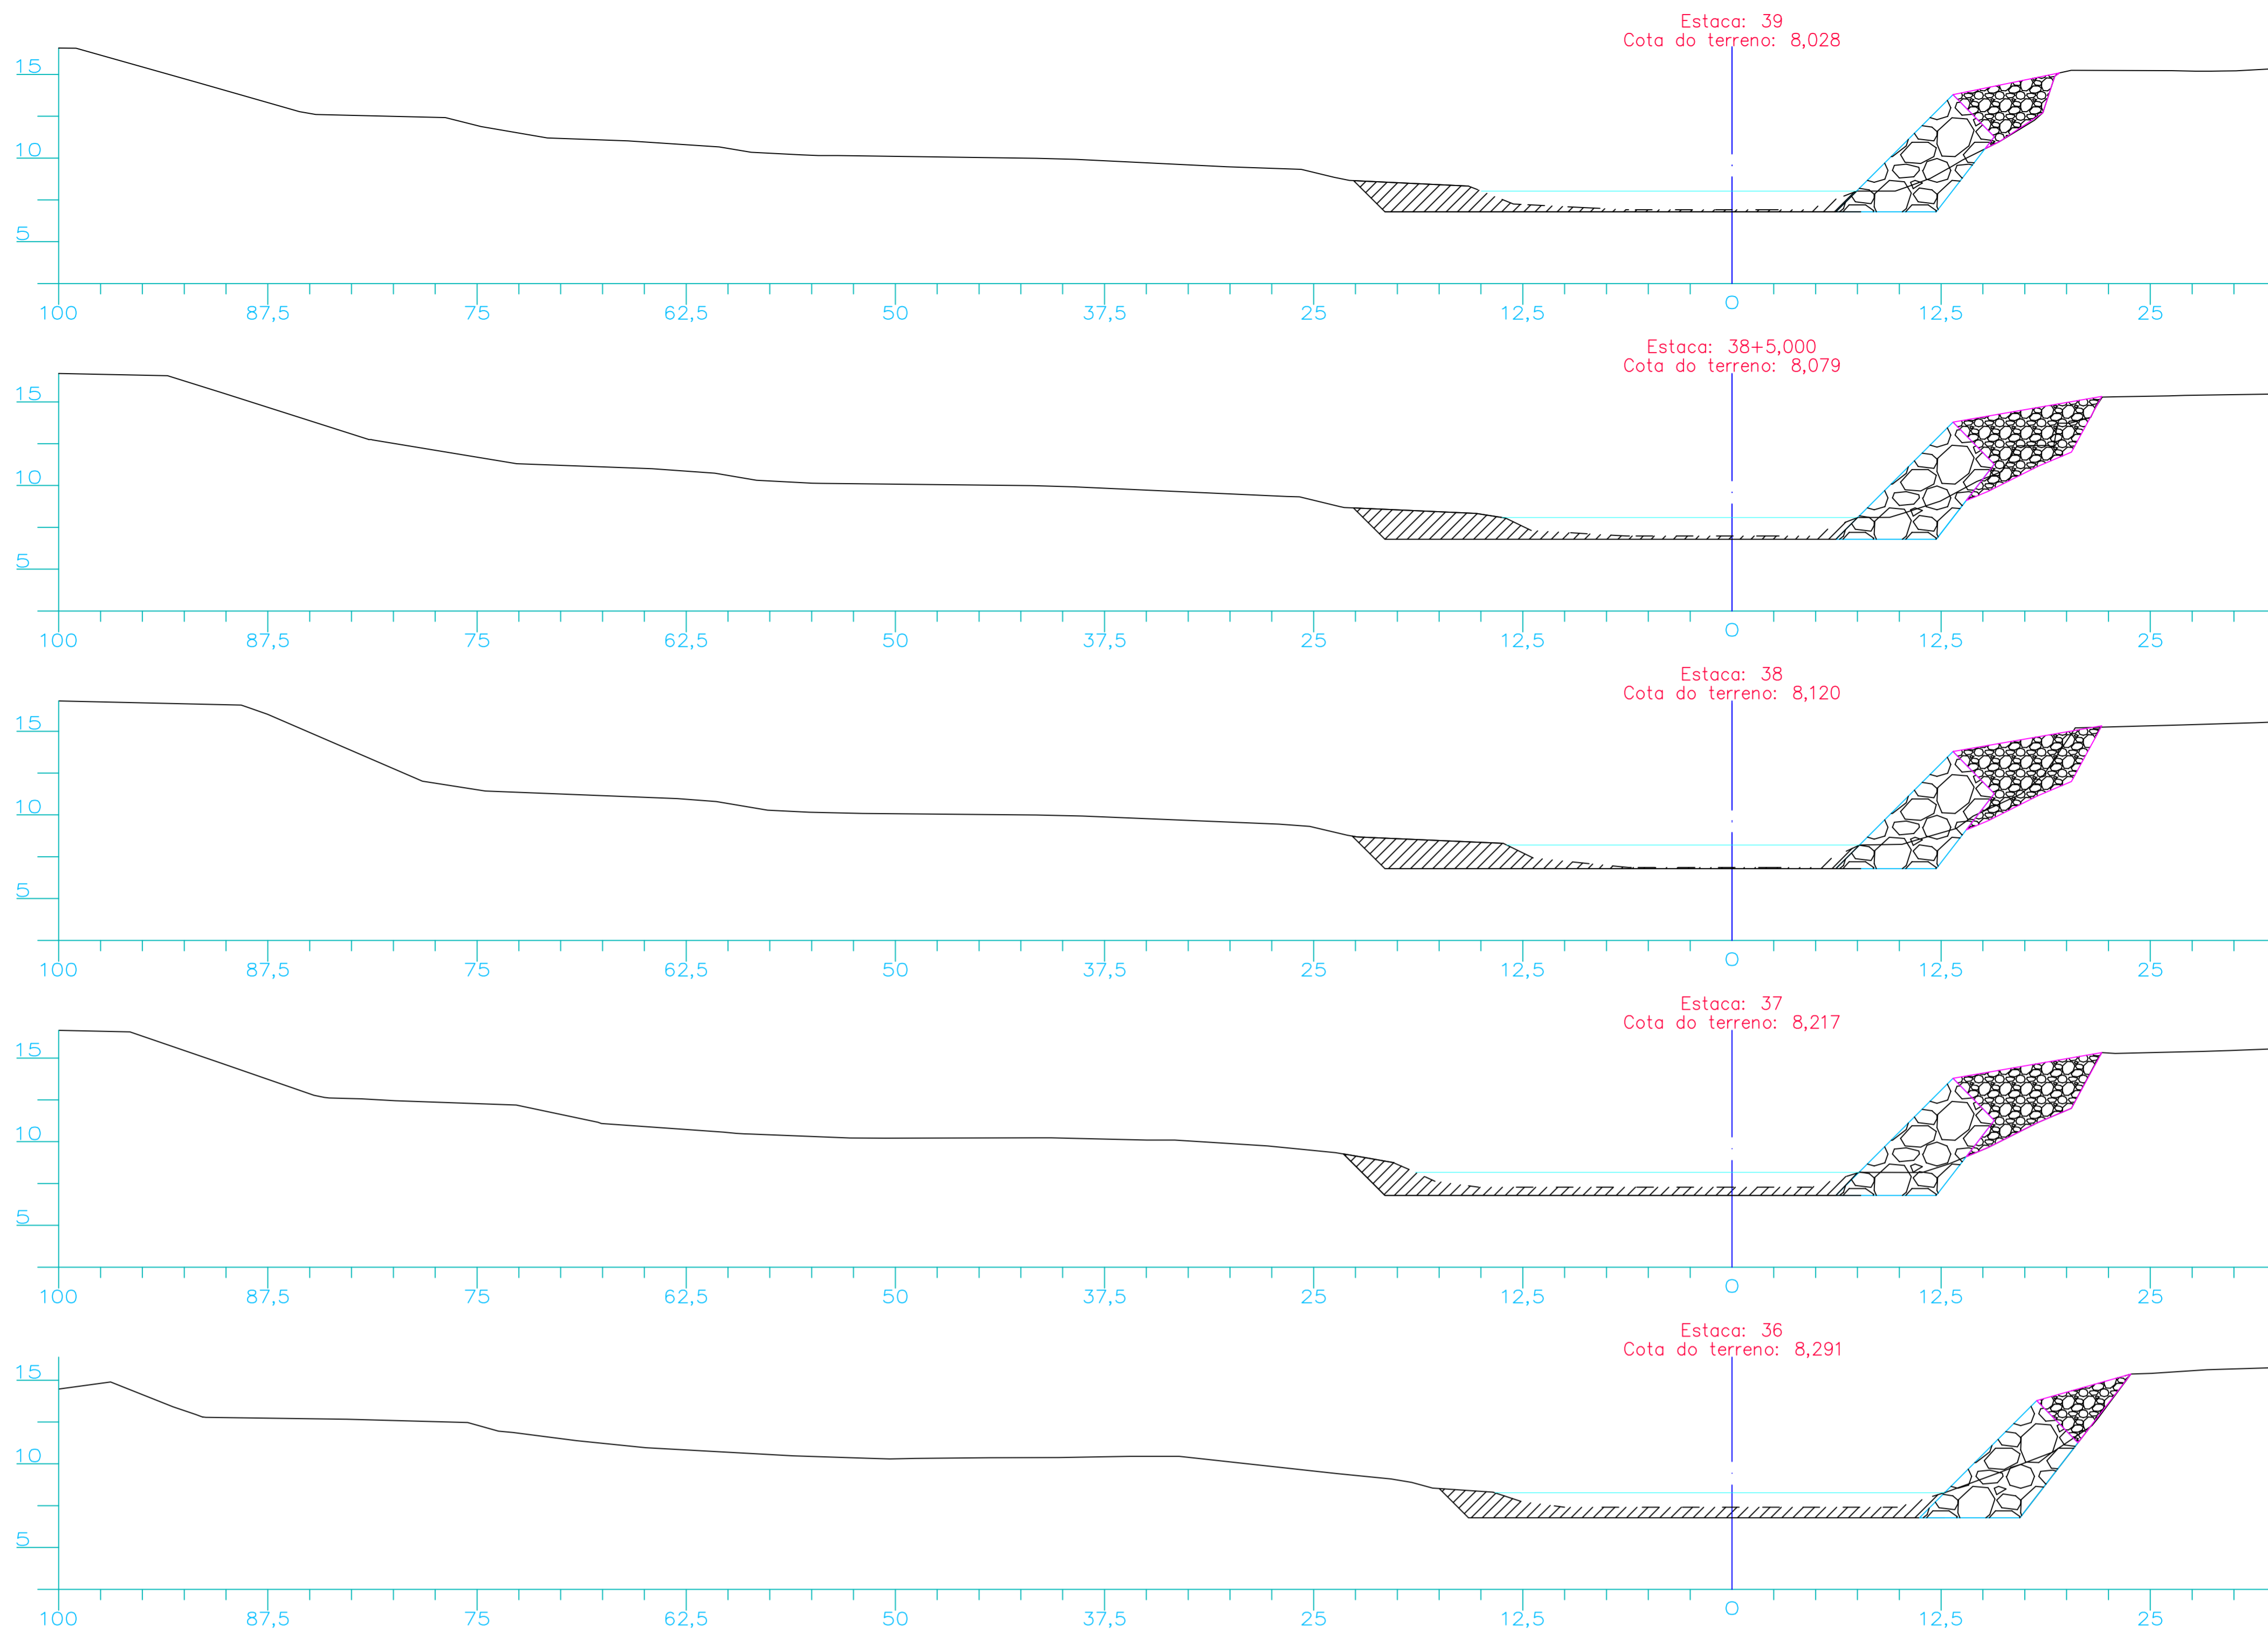 Estaca: 39
Cota do terreno: 8,028
15
10
5
100 87,5 75 62,5 50 37,5 25 12,5 0 12,5 25
Estaca: 38+5,000
Cota do terreno: 8,079
15
10
5
100 87,5 75 62,5 50 37,5 25 12,5 0 12,5 25
Estaca: 38
Cota do terreno: 8,120
15
10
5
100 87,5 75 62,5 50 37,5 25 12,5 0 12,5 25
Estaca: 37
Cota do terreno: 8,217
15
10
5
100 87,5 75 62,5 50 37,5 25 12,5 0 12,5 25
Estaca: 36
Cota do terreno: 8,291
15
10
5
100 87,5 75 62,5 50 37,5 25 12,5 0 12,5 25